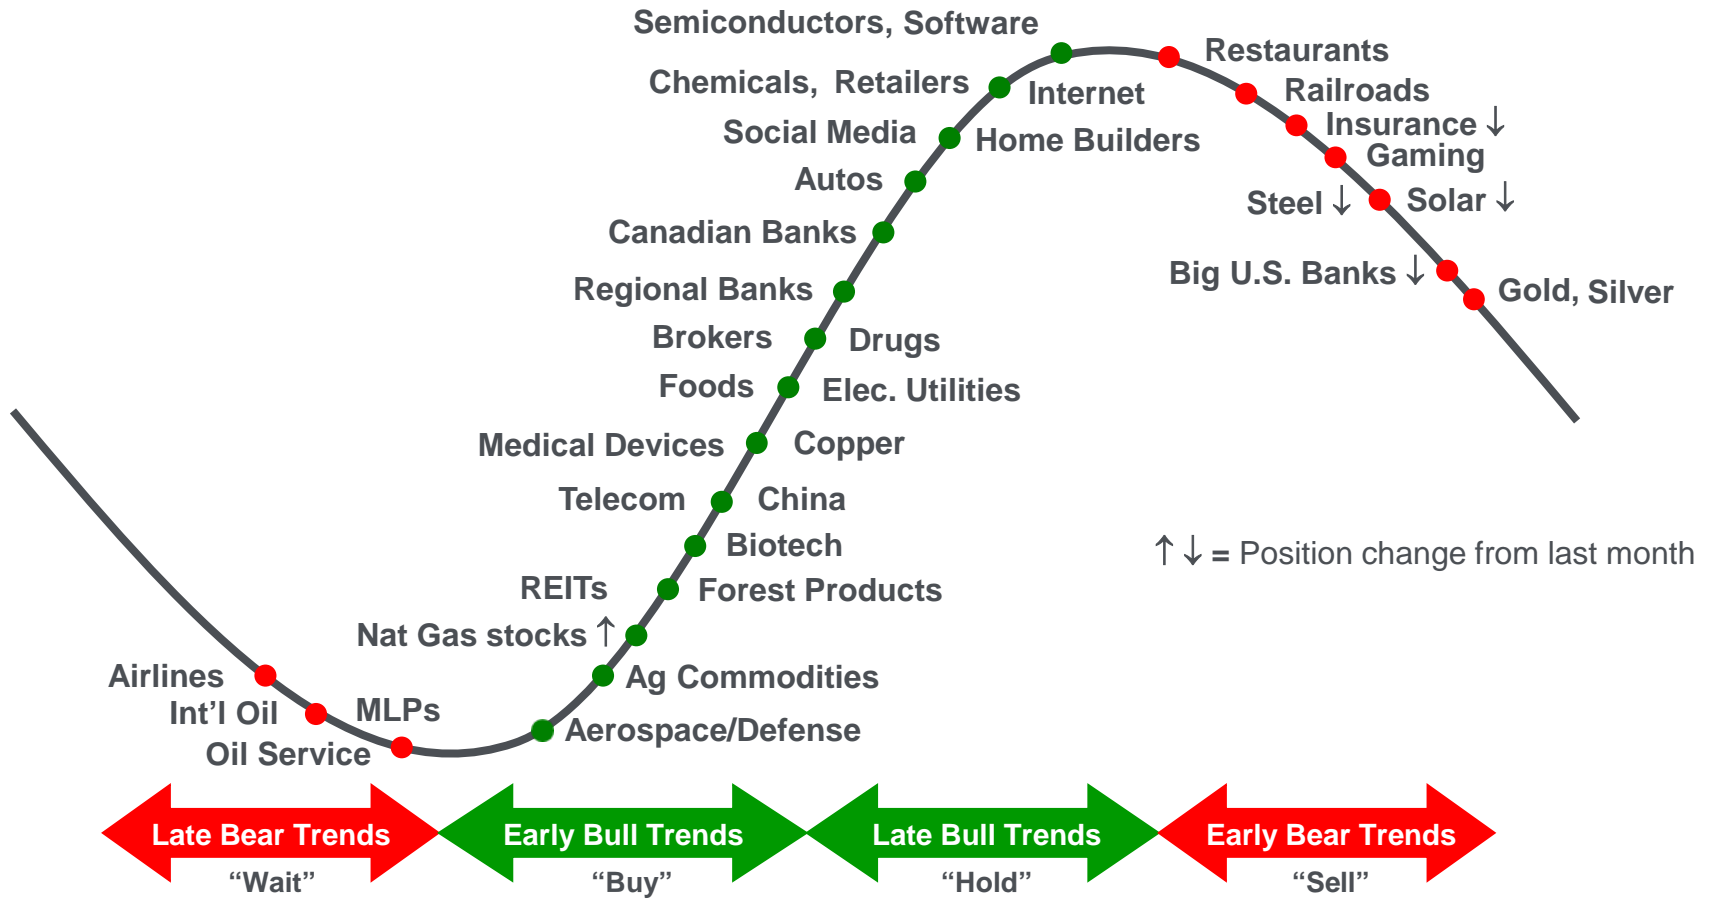 Semiconductors, Software
Restaurants
Chemicals, Retailers
Internet
Railroads
Social Media
Home Builders
Insurance ↓
Gaming
Autos
Steel ↓
Solar ↓
Canadian Banks
Big U.S. Banks ↓
Gold, Silver
Regional Banks
Brokers
Drugs
Foods
Elec. Utilities
Medical Devices
Copper
Telecom
China
Biotech
↑ ↓ = Position change from last month
REITs
Forest Products
Nat Gas stocks ↑
Airlines
Ag Commodities
Int’l Oil
MLPs
Aerospace/Defense
Oil Service
Late Bear Trends
Early Bull Trends
Late Bull Trends
Early Bear Trends
“Wait”
“Buy”
“Hold”
“Sell”